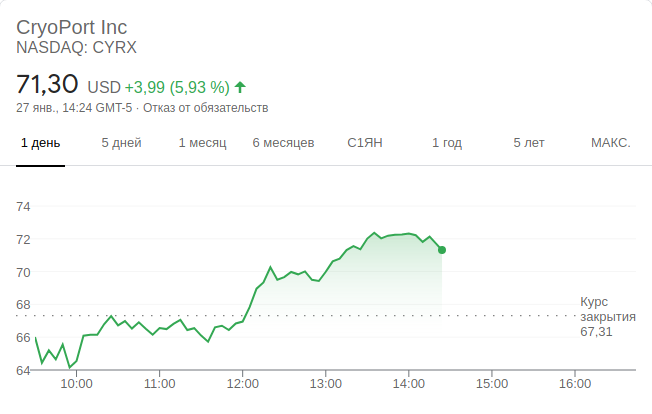 CryoPort Inc
NASDAQ: CYRX
71,30 USD +3,99 (5,93 %)
27 янв., 14:24 GMT-5 · Отказ от обязательств
1 день 5 дней 1 месяц 6 месяцев С1ЯН 1 год 5 лет МАКС.
74
72
70
68
Курс
закрытия
67,31
66
64
10:00 11:00 12:00 13:00 14:00 15:00 16:00